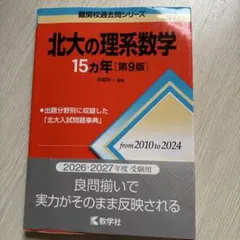 難関校過去問シリーズ
北大の理系数学
15カ年[第9版]
編著
●出題分野別に収録した
「北大入試問題事典」
from 2010 to 2024
2026-2027年度 受験用
良問揃いで
実力がそのまま反映される
教学社